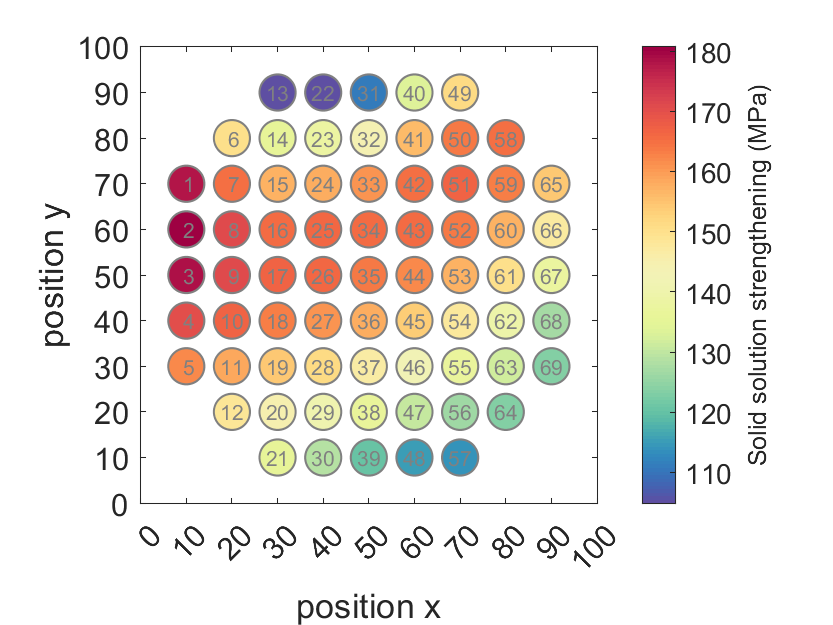 100
90
80
70
60
50
40
30
20
10
0
position y
13 22 31 40 49
6 14 23 32 41 50 58
1 7 15 24 33 42 51 59 65
2 8 16 25 34 43 52 60 66
3 9 17 26 35 44 53 61 67
4 10 18 27 36 45 54 62 68
5 11 19 28 37 46 55 63 69
12 20 29 38 47 56 64
21 30 39 48 57
0 10 20 30 40 50 60 70 80 90 100
position x
180
170
160
150
140
130
120
110
Solid solution strengthening (MPa)